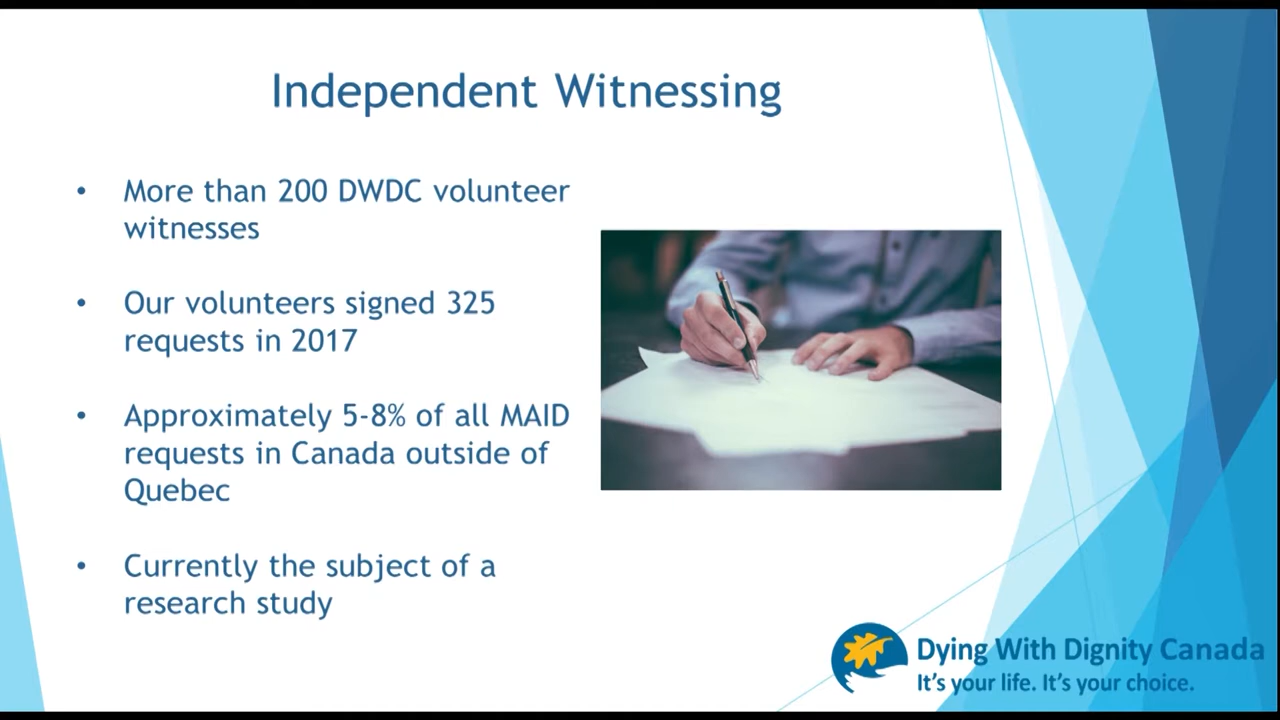 Independent Witnessing
• More than 200 DWDC volunteer
witnesses
• Our volunteers signed 325
requests in 2017
• Approximately 5-8% of all MAID
requests in Canada outside of
Quebec
• Currently the subject of a
research study
Dying With Dignity Canada
It's your life. It's your choice.